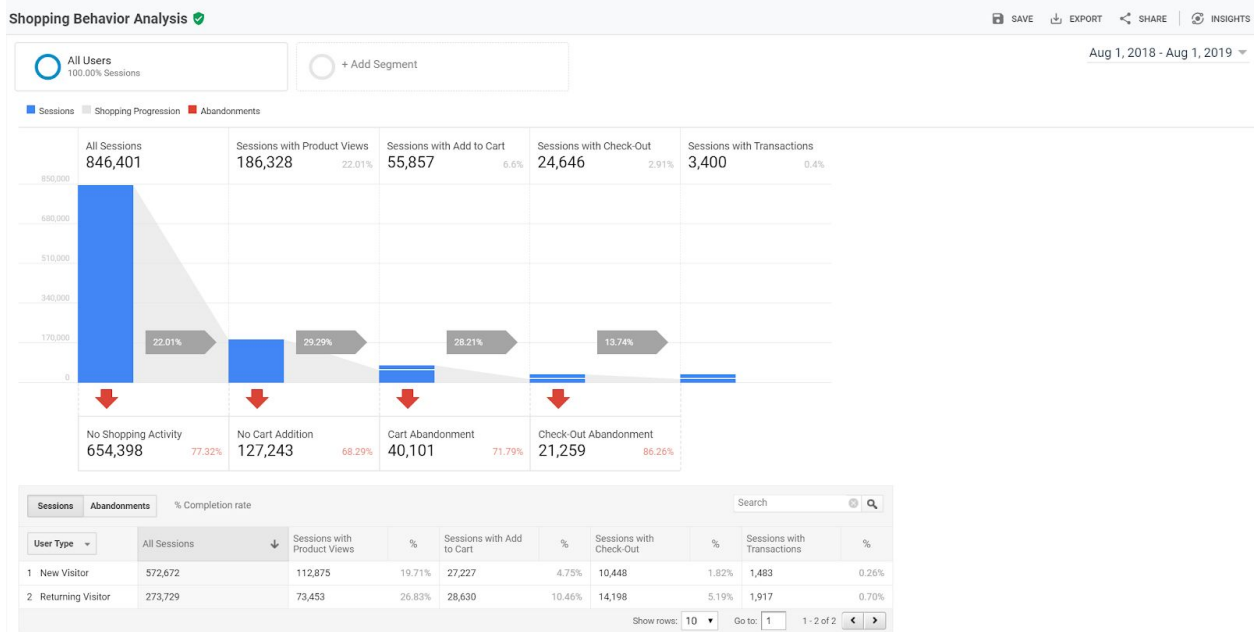 Shopping Behavior Analysis
SAVE EXPORT SHARE INSIGHTS
Aug 1, 2018 - Aug 1, 2019
All Users
100.00% Sessions
+ Add Segment
Sessions Shopping Progression Abandonments
All Sessions
846,401
Sessions with Product Views
186,328 22.01%
Sessions with Add to Cart
55,857 6.6%
Sessions with Check-Out
24,646 2.91%
Sessions with Transactions
3,400 0.4%
850,000
680,000
510,000
340,000
170,000
0
22.01%
29.29%
28.21%
13.74%
No Shopping Activity
654,398 77.32%
No Cart Addition
127,243 68.29%
Cart Abandonment
40,101 71.79%
Check-Out Abandonment
21,259 86.26%
Sessions Abandonments % Completion rate Search
User Type All Sessions Sessions with Product Views % Sessions with Add to Cart % Sessions with Check-Out % Sessions with Transactions %
1 New Visitor 572,672 112,875 19.71% 27,227 4.75% 10,448 1.82% 1,483 0.26%
2 Returning Visitor 273,729 73,453 26.83% 28,630 10.46% 14,198 5.19% 1,917 0.70%
Show rows: 10 Go to: 1 1 - 2 of 2